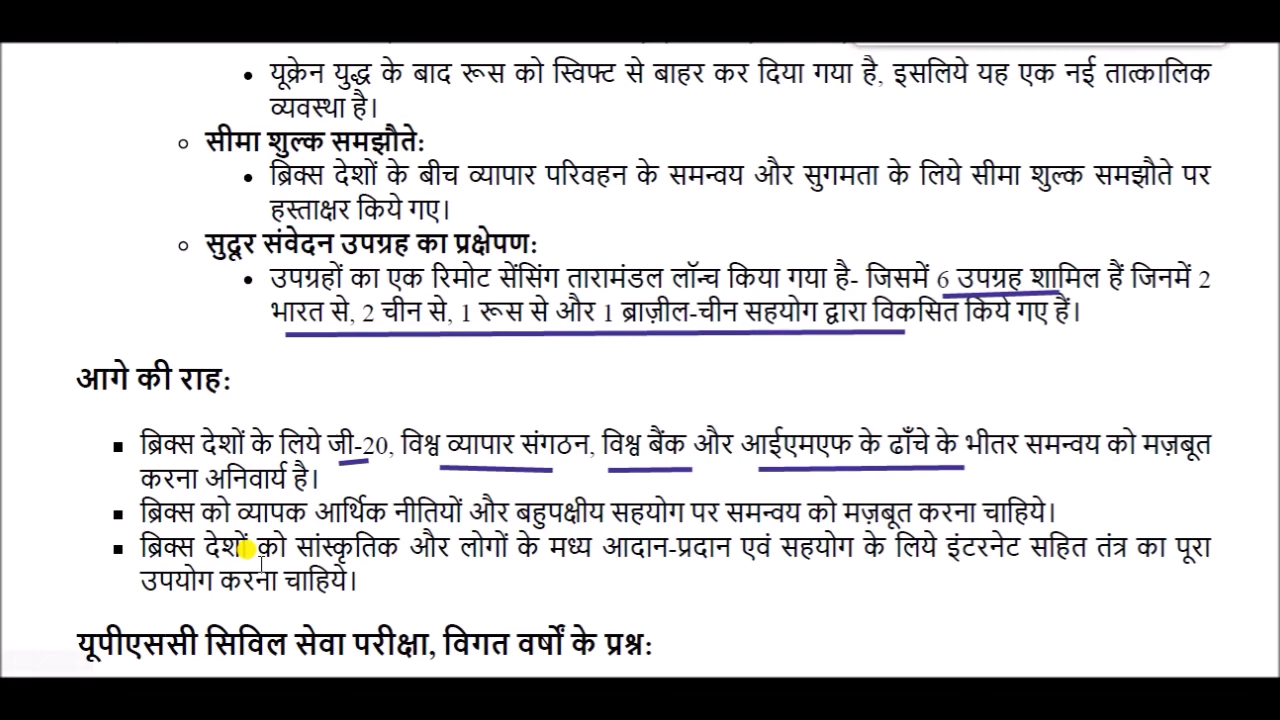 यूक्रेन युद्ध के बाद रूस को स्विफ्ट से बाहर कर दिया गया है, इसलिये यह एक नई तात्कालिक
व्यवस्था है।
सीमा शुल्क समझौते:
ब्रिक्स देशों के बीच व्यापार परिवहन के समन्वय और सुगमता के लिये सीमा शुल्क समझौते पर
हस्ताक्षर किये गए।
सुदूर संवेदन उपग्रह का प्रक्षेपण:
उपग्रहों का एक रिमोट सेंसिंग तारामंडल लॉन्च किया गया है- जिसमें 6 उपग्रह शामिल हैं जिनमें 2
भारत से, 2 चीन से, 1 रूस से और 1 ब्राज़ील-चीन सहयोग द्वारा विकसित किये गए हैं।
आगे की राह:
ब्रिक्स देशों के लिये जी-20, विश्व व्यापार संगठन, विश्व बैंक और आईएमएफ के ढाँचे के भीतर समन्वय को मज़बूत
करना अनिवार्य है।
ब्रिक्स को व्यापक आर्थिक नीतियों और बहुपक्षीय सहयोग पर समन्वय को मज़बूत करना चाहिये।
ब्रिक्स देशों को सांस्कृतिक और लोगों के मध्य आदान-प्रदान एवं सहयोग के लिये इंटरनेट सहित तंत्र का पूरा
उपयोग करना चाहिये।
यूपीएससी सिविल सेवा परीक्षा, विगत वर्षों के प्रश्न: